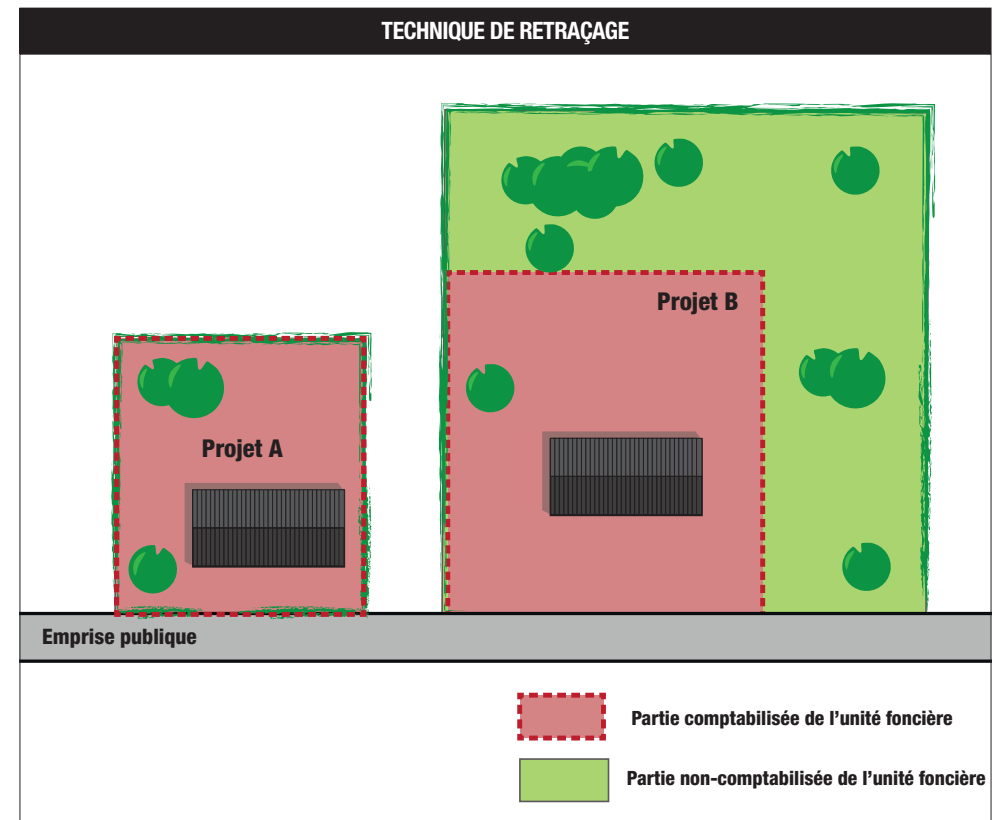 TECHNIQUE DE RETRAÇAGE
Projet B
Projet A
Emprise publique
Partie comptabilisée de l'unité foncière
Partie non-comptabilisée de l'unité foncière